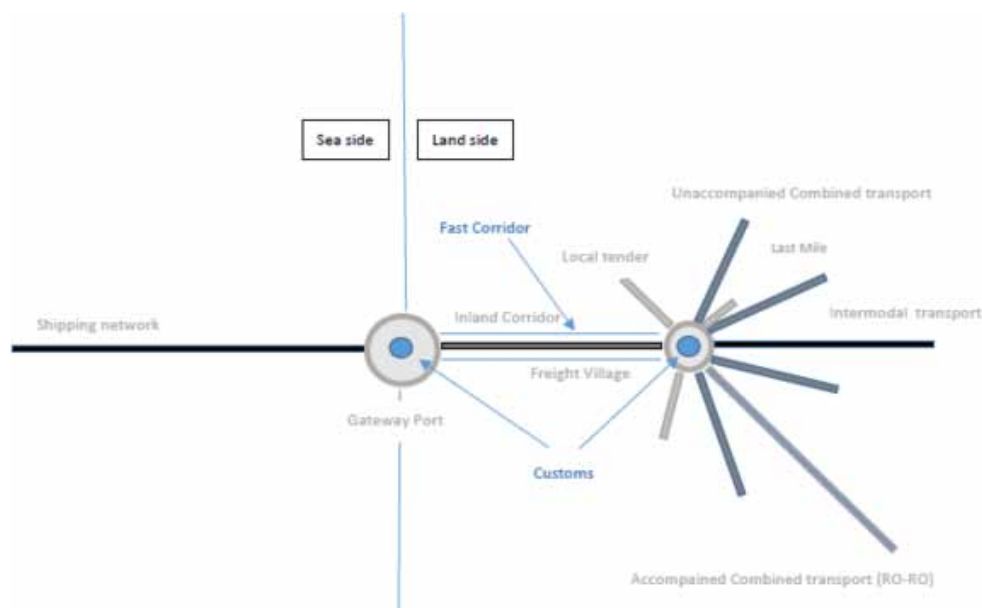 Sea side
Land side
Unaccompanied Combined transport
Fast Corridor
Local tender
Last Mile
Shipping network
Inland Corridor
Intermodal transport
Freight Village
Gateway Port
Customs
Accompained Combined transport (RO-RO)